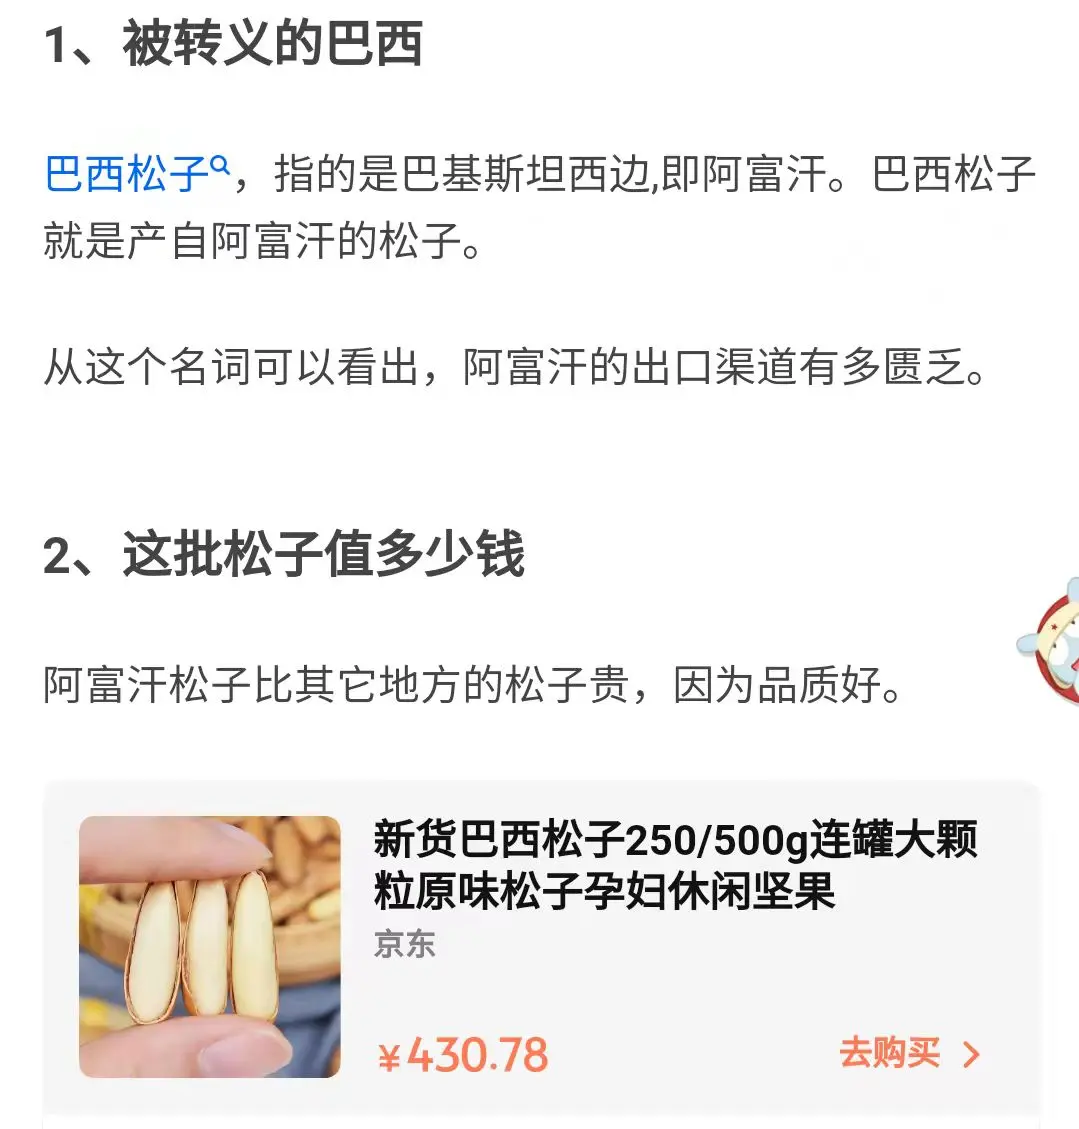 1、被转义的巴西
巴西松子，指的是巴基斯坦西边,即阿富汗。巴西松子
就是产自阿富汗的松子。
从这个名词可以看出，阿富汗的出口渠道有多匮乏。
2、这批松子值多少钱
阿富汗松子比其它地方的松子贵，因为品质好。
新货巴西松子250/500g连罐大颗
粒原味松子孕妇休闲坚果
京东
¥430.78
去购买